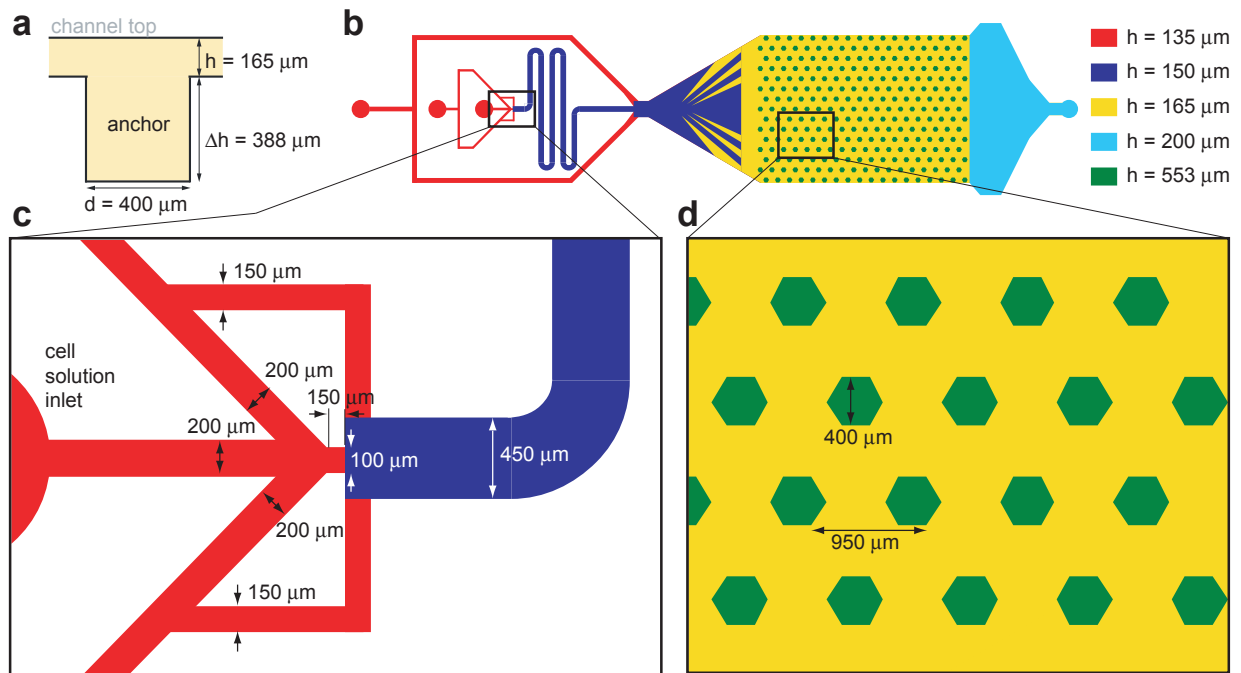 a
channel top
h = 165 µm
anchor
Δh = 388 µm
d = 400 µm
b
h = 135 µm
h = 150 µm
h = 165 µm
h = 200 µm
h = 553 µm
c
150 µm
cell
solution
inlet
200 µm
150 µm
200 µm
100 µm
450 µm
200 µm
150 µm
d
400 µm
950 µm